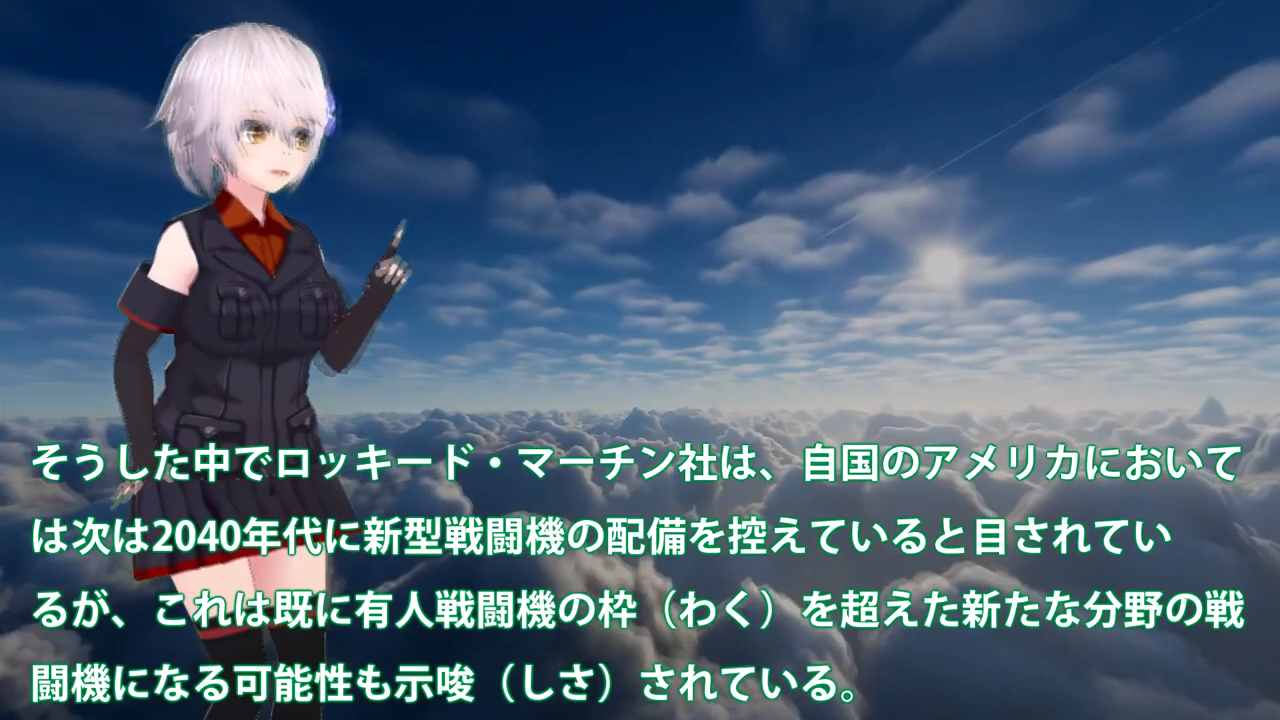 そうした中でロッキード・マーチン社は、自国のアメリカにおいて
は次は2040年代に新型戦闘機の配備を控えていると目されてい
るが、これは既に有人戦闘機の枠（わく）を超えた新たな分野の戦
闘機になる可能性も示唆（しさ）されている。